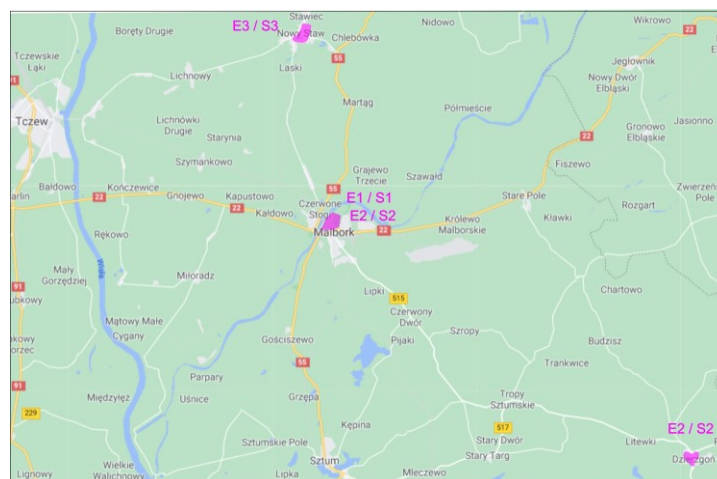 Boręty Drugie
Stawiec
E3 / S3
Nowy Staw
Chlebówka
Nidowo
Wikrowo
22
Tczewskie
Łąki
91
Lichnowy
Laski
55
Jegłownik
Nowy Dwór
Elbląski
Tczew
Lichnówki
Drugie
Martąg
Półmieście
Starynia
Gronowo
Elbląskie
Jasionno
22
Szymankowo
Grajewo
Trzecie
Szawałd
Fiszewo
Bałdowo
Kończewice
Gnojewo
Kapustowo
55
E1 / S1
Stare Pole
22
22
Czerwone
Stogi
E2 / S2
Kałdowo
Malbork
22
Królewo
Malborskie
Kławki
Rozgart
Rękowo
Mały
Gorzędziej
Wisła
Miłoradz
Lipki
515
Chartowo
91
Mątowy Małe
Cygany
Gościszewo
Czerwony
Dwór
Pijaki
Szropy
Budzisz
Trankwice
55
Parpary
91
Międzyłęż
Uśnice
Grzępa
Tropy
Sztumskie
229
Kępina
517
E2 / S2
Sztumskie Pole
Stary Dwór
Litewki
Stary Targ
Dzierzgoń
Wielkie
Walichnowy
Sztum
Lignowy
Lipka
Mleczewo